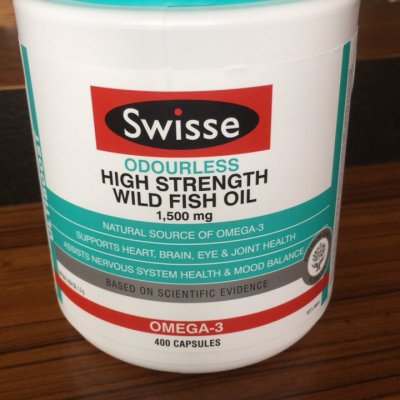 Swisse
ODOURLESS
HIGH STRENGTH
WILD FISH OIL
1,500 mg
NATURAL SOURCE OF OMEGA-3
SUPPORTS HEART, BRAIN, EYE & JOINT HEALTH
ASSISTS NERVOUS SYSTEM HEALTH & MOOD BALANCE
BASED ON SCIENTIFIC EVIDENCE
OMEGA-3
400 CAPSULES